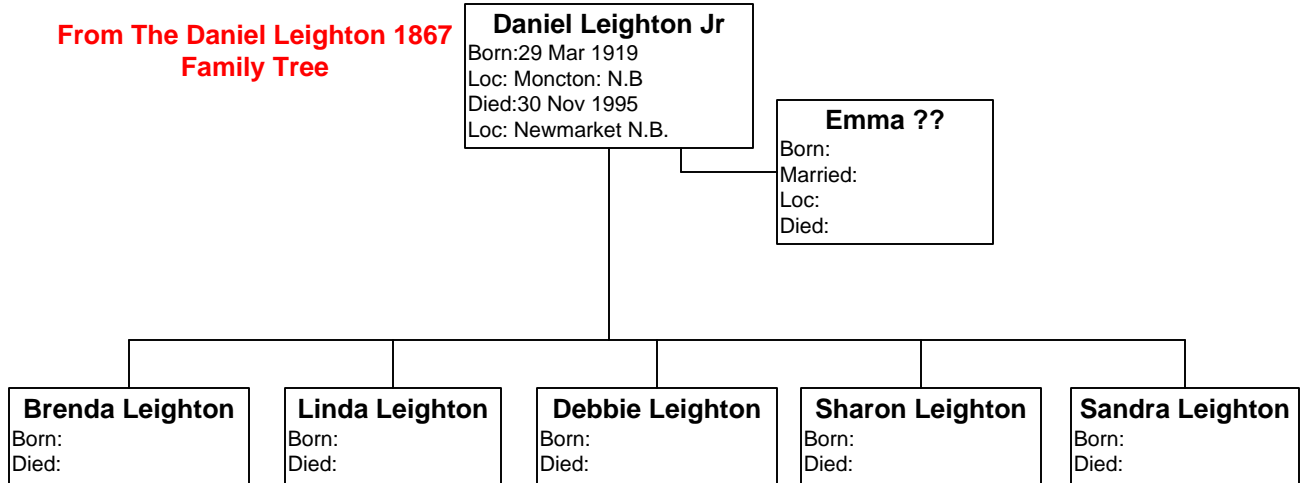 From The Daniel Leighton 1867
Family Tree
Daniel Leighton Jr
Born:29 Mar 1919
Loc: Moncton: N.B
Died:30 Nov 1995
Loc: Newmarket N.B.
Emma ??
Born:
Married:
Loc:
Died:
Brenda Leighton
Born:
Died:
Linda Leighton
Born:
Died:
Debbie Leighton
Born:
Died:
Sharon Leighton
Born:
Died:
Sandra Leighton
Born:
Died: